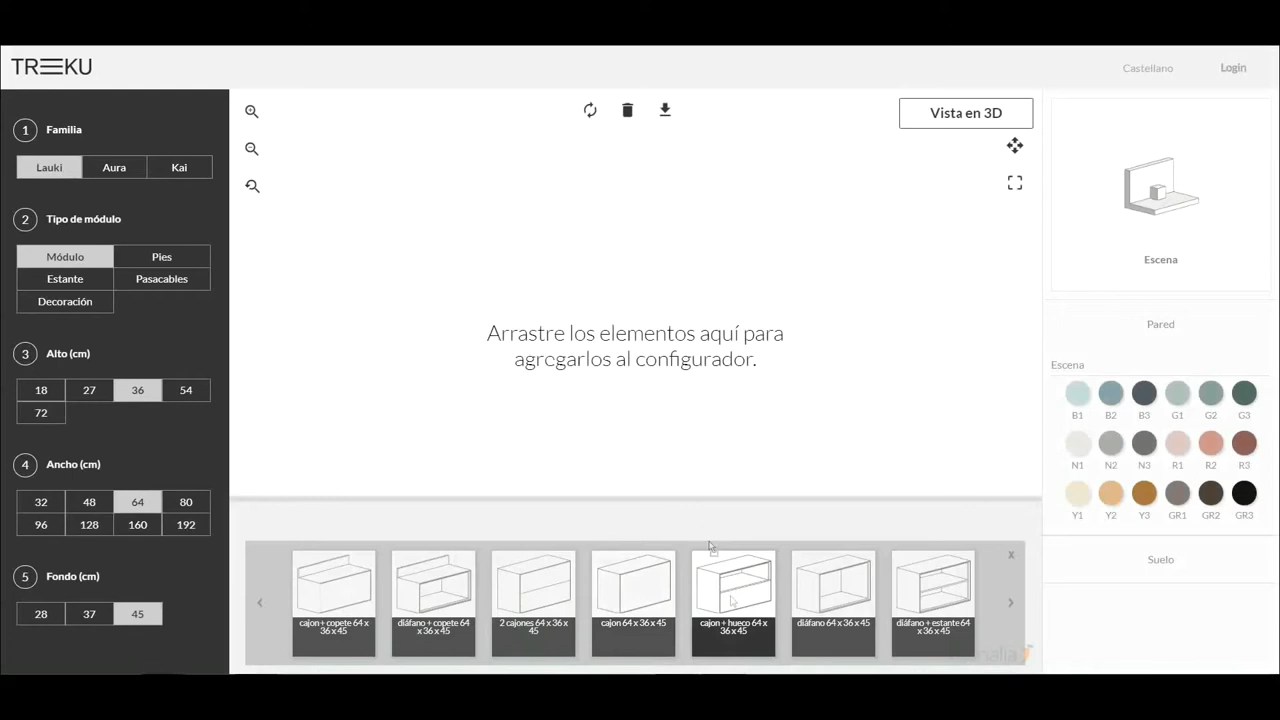 TREKU
Castellano
Login
1 Familia
Lauki Aura Kai
2 Tipo de módulo
Módulo Pies
Estante Pasacables
Decoración
3 Alto (cm)
18 27 36 54
72
4 Ancho (cm)
32 48 64 80
96 128 160 192
5 Fondo (cm)
28 37 45
Vista en 3D
Arrastre los elementos aquí para
agregarlos al configurador.
x
cajon + copete 64
x 36 x 45
diáfano + copete 64
x 36 x 45
2 cajones 64 x 36 x
45
cajon 64 x 36 x 45
cajon + hueco 64 x
36 x 45
diáfano 64 x 36 x 45
diáfano + estante 64
x 36 x 45
Escena
Pared
Escena
B1 B2 B3 G1 G2 G3
N1 N2 N3 R1 R2 R3
Y1 Y2 Y3 GR1 GR2 GR3
Suelo